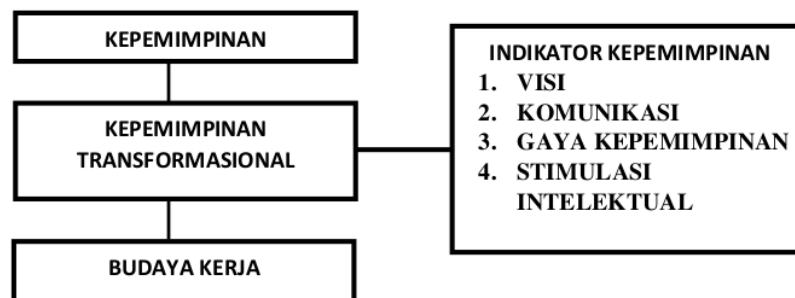 KEPEMIMPINAN
KEPEMIMPINAN
TRANSFORMASIONAL
BUDAYA KERJA
INDIKATOR KEPEMIMPINAN
1. VISI
2. KOMUNIKASI
3. GAYA KEPEMIMPINAN
4. STIMULASI
INTELEKTUAL